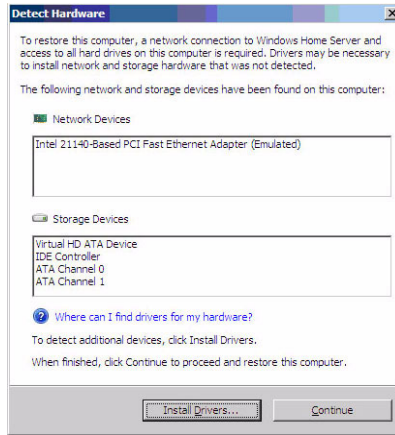 Detect Hardware
To restore this computer, a network connection to Windows Home Server and
access to all hard drives on this computer is required. Drivers may be necessary
to install network and storage hardware that was not detected.
The following network and storage devices have been found on this computer:
Network Devices
Intel 21140-Based PCI Fast Ethernet Adapter (Emulated)
Storage Devices
Virtual HD ATA Device
IDE Controller
ATA Channel 0
ATA Channel 1
Where can I find drivers for my hardware?
To detect additional devices, click Install Drivers.
When finished, click Continue to proceed and restore this computer.
Install Drivers... Continue